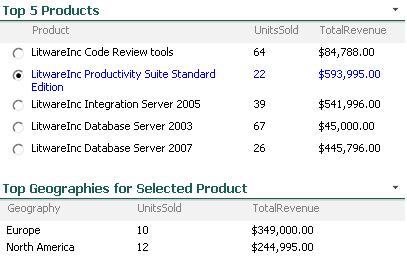 Top 5 Products
Product UnitsSold TotalRevenue
LitwareInc Code Review tools 64 $84,788.00
LitwareInc Productivity Suite Standard Edition 22 $593,995.00
LitwareInc Integration Server 2005 39 $541,996.00
LitwareInc Database Server 2003 67 $45,000.00
LitwareInc Database Server 2007 26 $445,796.00
Top Geographies for Selected Product
Geography UnitsSold TotalRevenue
Europe 10 $349,000.00
North America 12 $244,995.00